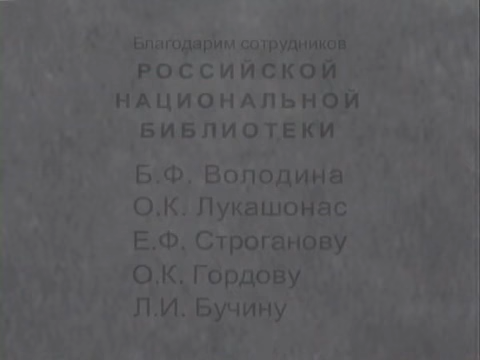 Благодарим сотрудников
РОССИЙСКОЙ
НАЦИОНАЛЬНОЙ
БИБЛИОТЕКИ
Б.Ф. Володина
О.К. Лукашонас
Е.Ф. Строганову
О.К. Гордову
Л.И. Бучину